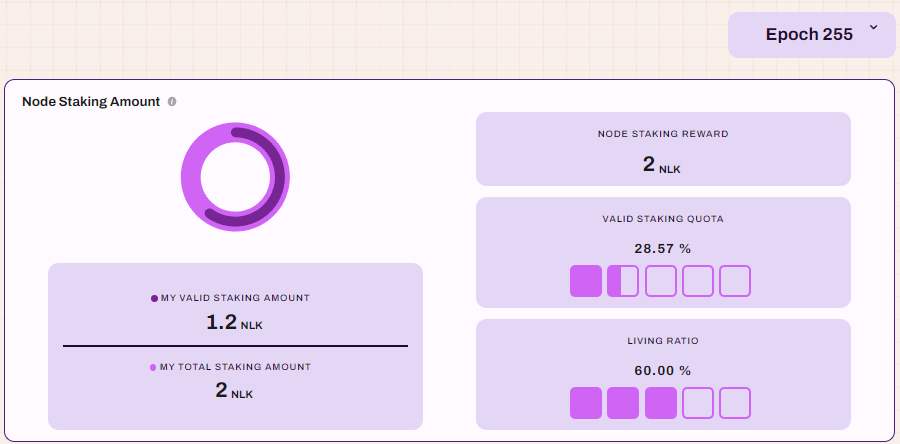 Epoch 255
Node Staking Amount
MY VALID STAKING AMOUNT
1.2 NLK
MY TOTAL STAKING AMOUNT
2 NLK
NODE STAKING REWARD
2 NLK
VALID STAKING QUOTA
28.57 %
LIVING RATIO
60.00 %